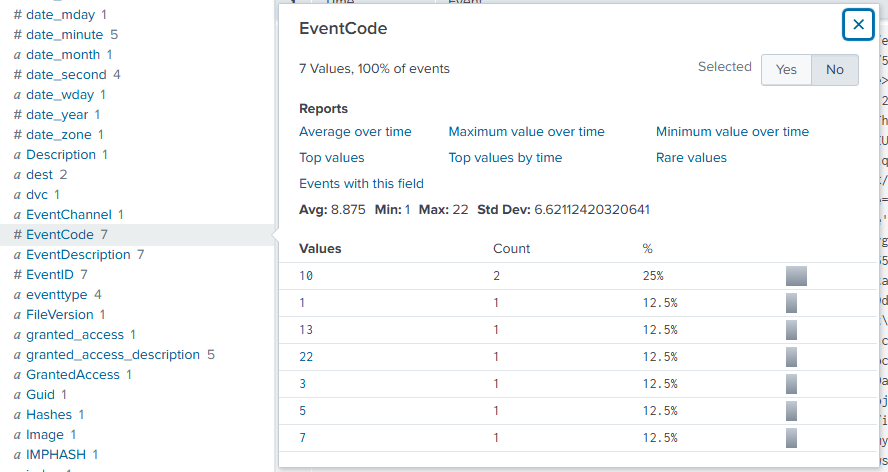 # date_mday 1
# date_minute 5
a date_month 1
# date_second 4
a date_wday 1
# date_year 1
# date_zone 1
a Description 1
a dest 2
a dvc 1
a EventChannel 1
# EventCode 7
a EventDescription 7
# EventID 7
a eventtype 4
a FileVersion 1
a granted_access 1
a granted_access_description 5
a GrantedAccess 1
a Guid 1
a Hashes 1
a Image 1
a IMPHASH 1
EventCode
7 Values, 100% of events
Selected Yes No
Reports
Average over time Maximum value over time Minimum value over time
Top values Top values by time Rare values
Events with this field
Avg: 8.875 Min: 1 Max: 22 Std Dev: 6.62112420320641
Values Count %
10 2 25%
1 1 12.5%
13 1 12.5%
22 1 12.5%
3 1 12.5%
5 1 12.5%
7 1 12.5%